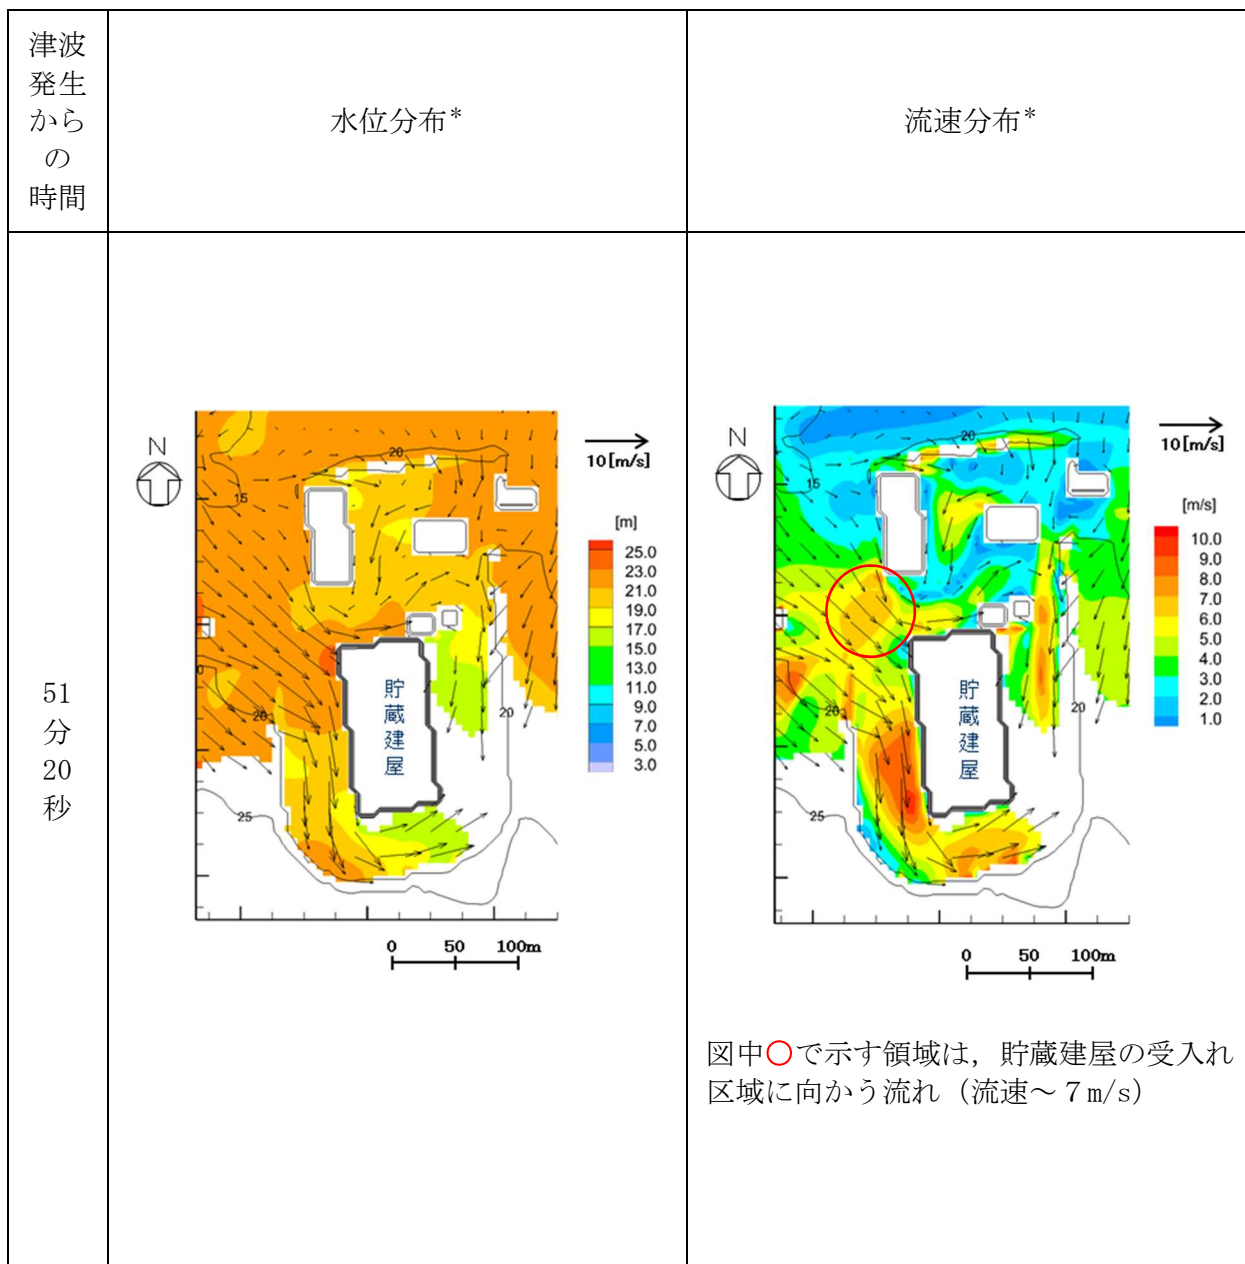 津波
発生
から
の
時間
水位分布*
流速分布*
51
分
20
秒
N
10[m/s]
[m]
25.0
23.0
21.0
19.0
17.0
15.0
13.0
11.0
9.0
7.0
5.0
3.0
20
15
0
20
20
25
貯
蔵
建
屋
0 50 100m
N
10[m/s]
[m/s]
10.0
9.0
8.0
7.0
6.0
5.0
4.0
3.0
2.0
1.0
20
15
20
20
25
貯
蔵
建
屋
0 50 100m
図中○で示す領域は，貯蔵建屋の受入れ
区域に向かう流れ（流速～７m/s）